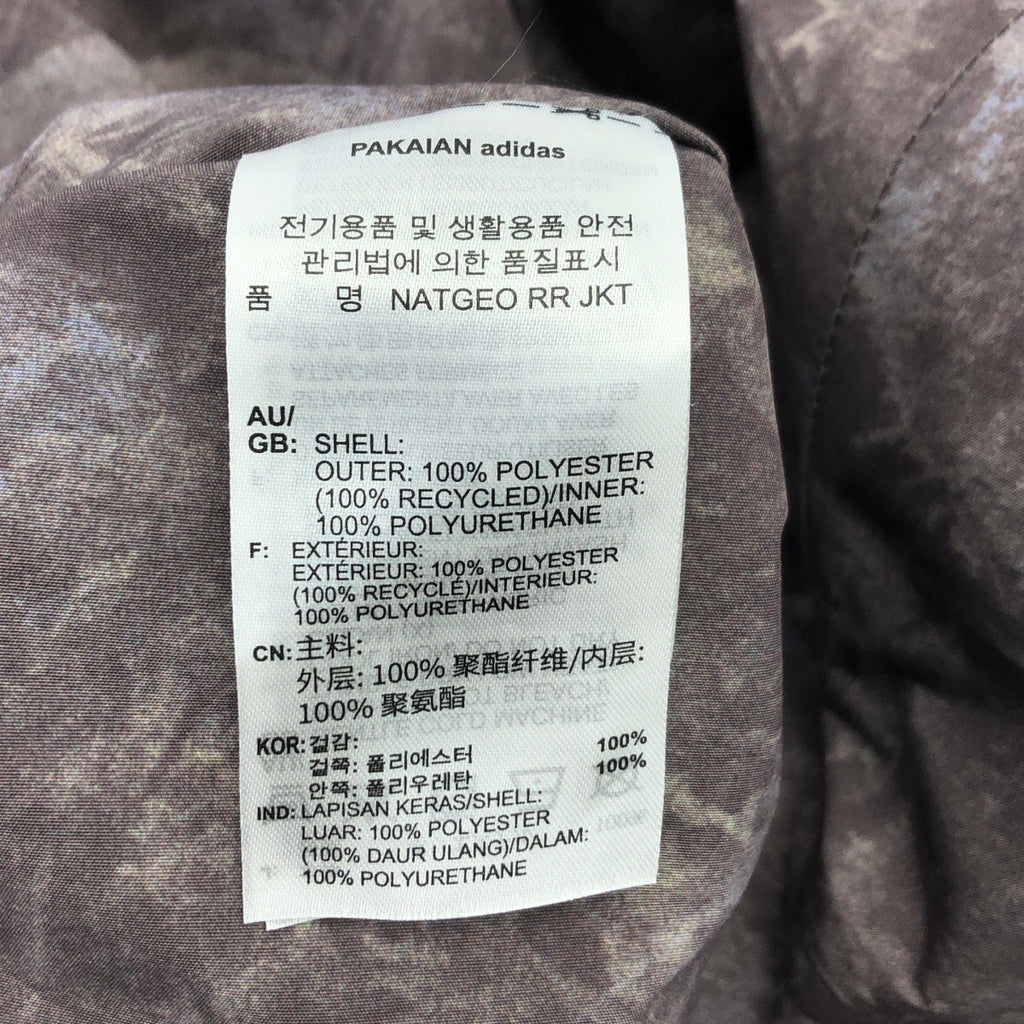 PAKAIAN adidas
전기용품 및 생활용품 안전
관리법에 의한 품질표시
품 명 NATGEO RR JKT
AU/
GB: SHELL:
OUTER: 100% POLYESTER
(100% RECYCLED)/INNER:
100% POLYURETHANE
F: EXTÉRIEUR:
EXTÉRIEUR: 100% POLYESTER
(100% RECYCLÉ)/INTERIEUR:
100% POLYURETHANE
CN: 主料:
外层: 100% 聚酯纤维/内层:
100% 聚氨酯
KOR: 겉감:
겉쪽: 폴리에스터 100%
안쪽: 폴리우레탄 100%
IND: LAPISAN KERAS/SHELL:
LUAR: 100% POLYESTER
(100% DAUR ULANG)/DALAM:
100% POLYURETHANE